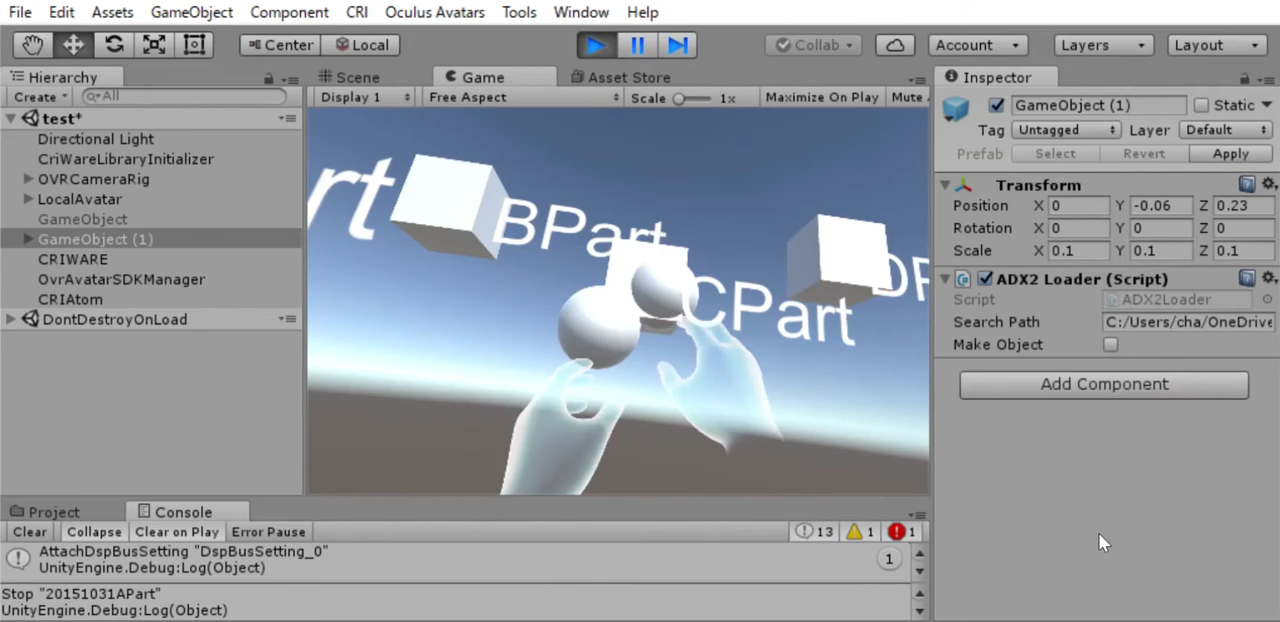 File Edit Assets GameObject Component CRI Oculus Avatars Tools Window Help
Center Local Collab Account Layers Layout
Hierarchy
Create All
test*
Directional Light
CriWareLibraryInitializer
OVRCameraRig
LocalAvatar
GameObject
GameObject (1)
CRIWARE
OvrAvatarSDKManager
CRIAtom
DontDestroyOnLoad
Scene Game Asset Store
Display 1 Free Aspect Scale 1x Maximize On Play Mute
rt
BPart
CPart
DP
Inspector
GameObject (1) Static
Tag Untagged Layer Default
Prefab Select Revert Apply
Transform
Position X 0 Y -0.06 Z 0.23
Rotation X 0 Y 0 Z 0
Scale X 0.1 Y 0.1 Z 0.1
ADX2 Loader (Script)
Script ADX2Loader
Search Path C:/Users/cha/OneDrive
Make Object
Add Component
Project Console
Clear Collapse Clear on Play Error Pause 13 1 1
AttachDspBusSetting "DspBusSetting_0"
UnityEngine.Debug:Log(Object) 1
Stop "20151031APart"
UnityEngine.Debug:Log(Object)